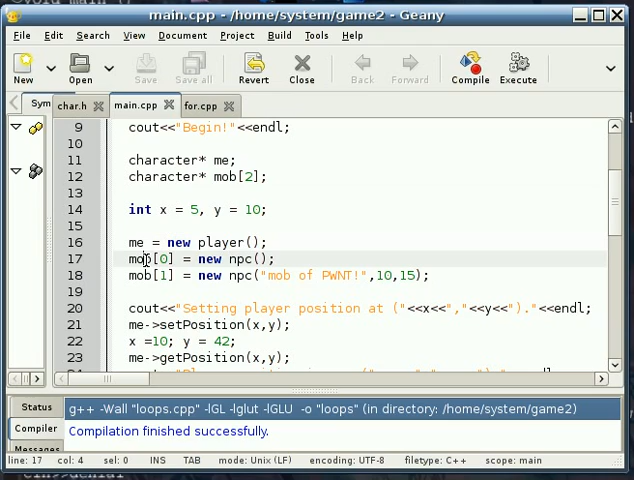 main.cpp - /home/system/game2 - Geany
File Edit Search View Document Project Build Tools Help
New Open Save Save all Revert Close Back Forward Compile Execute
Sym char.h main.cpp for.cpp
9 cout<<"Begin!"<<endl;
10
11 character* me;
12 character* mob[2];
13
14 int x = 5, y = 10;
15
16 me = new player();
17 mob[0] = new npc();
18 mob[1] = new npc("mob of PWNT!",10,15);
19
20 cout<<"Setting player position at ("<<x<<","<<y<<")."<<endl;
21 me->setPosition(x,y);
22 x =10; y = 42;
23 me->getPosition(x,y);
Status
Compiler
Messages
g++ -Wall "loops.cpp" -lGL -lglut -lGLU -o "loops" (in directory: /home/system/game2)
Compilation finished successfully.
line: 17 col: 4 sel: 0 INS TAB mode: Unix (LF) encoding: UTF-8 filetype: C++ scope: main